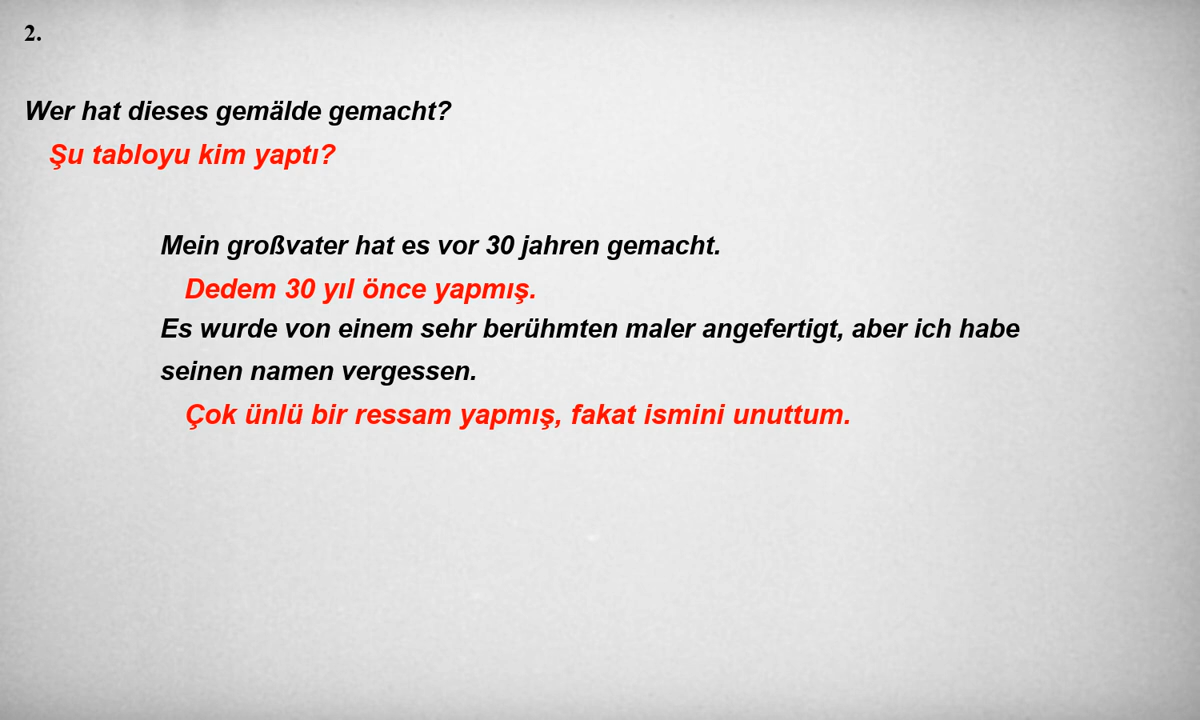 2.
Wer hat dieses gemälde gemacht?
Şu tabloyu kim yaptı?
Mein großvater hat es vor 30 jahren gemacht.
Dedem 30 yıl önce yapmış.
Es wurde von einem sehr berühmten maler angefertigt, aber ich habe
seinen namen vergessen.
Çok ünlü bir ressam yapmış, fakat ismini unuttum.